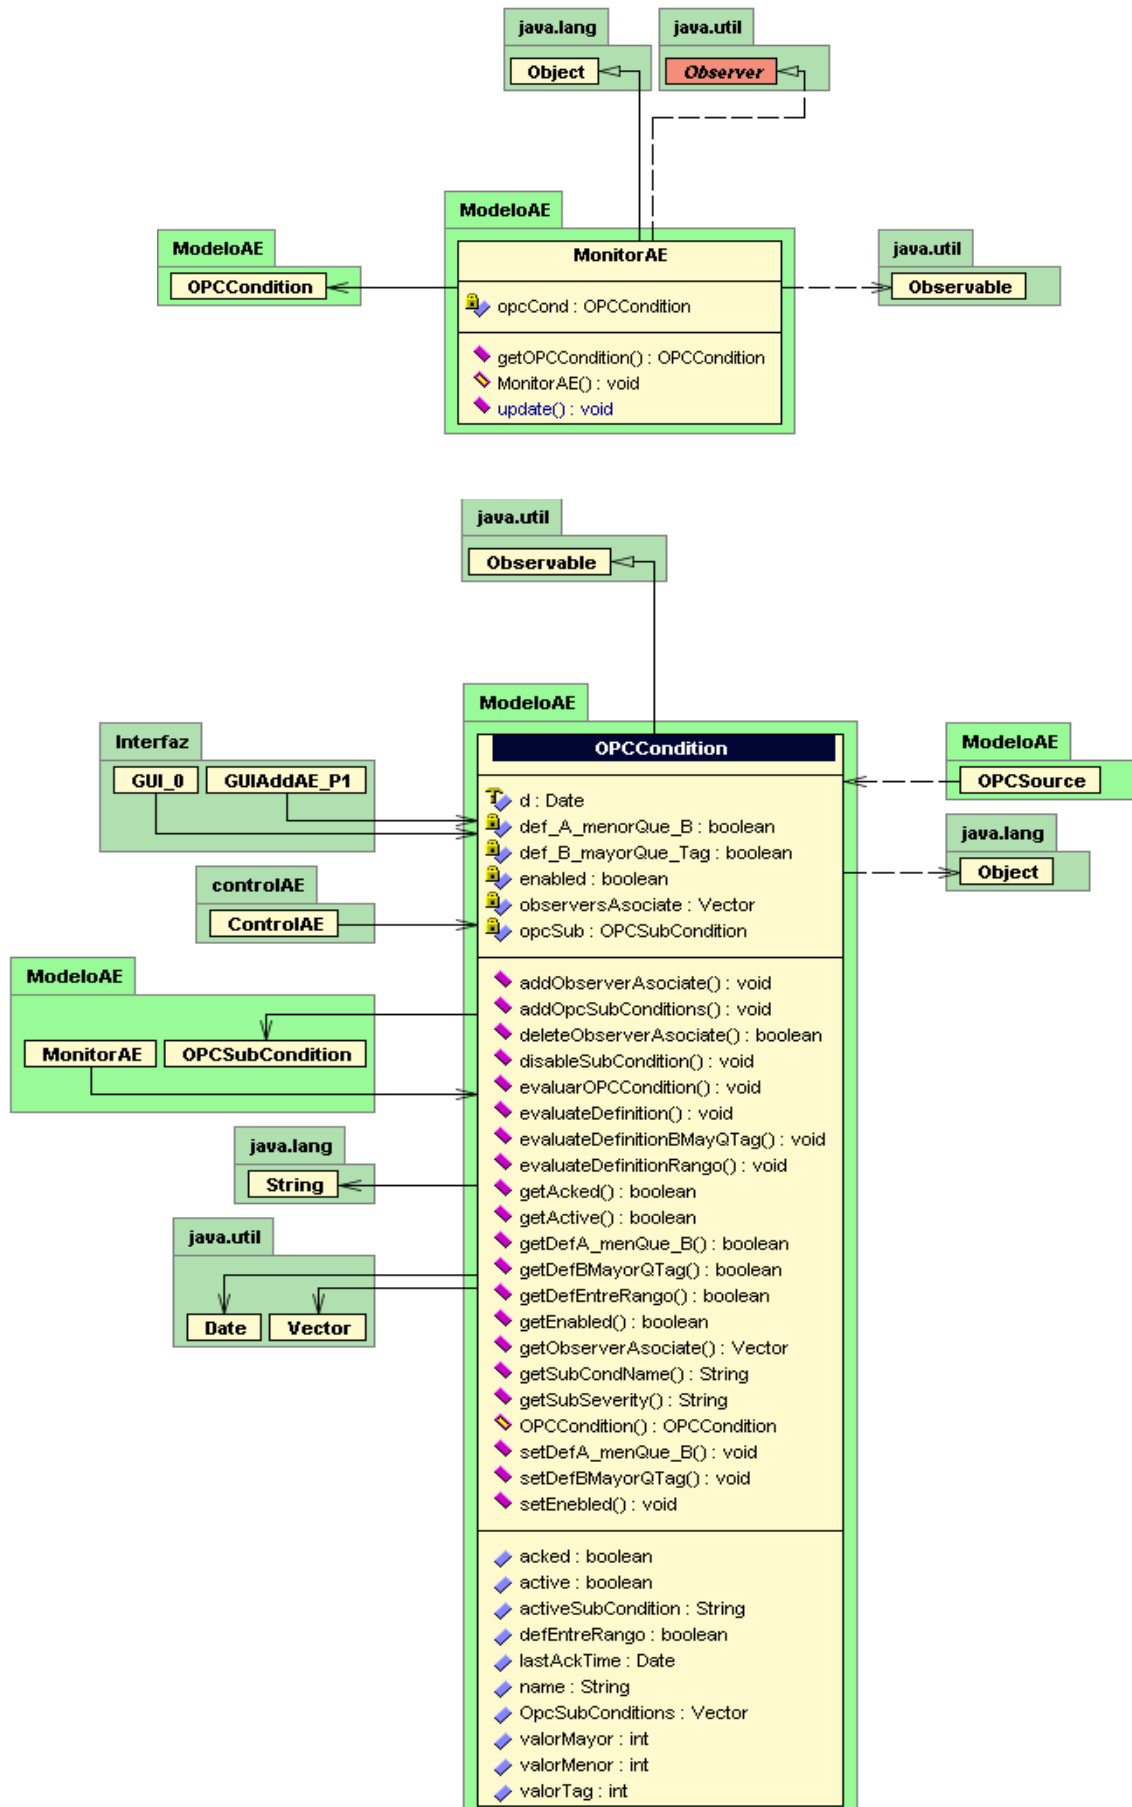 java.lang
java.util
Object
Observer
ModeloAE
MonitorAE
ModeloAE
OPCCondition
java.util
Observable
opcCond : OPCCondition
getOPCCondition() : OPCCondition
MonitorAE() : void
update() : void
java.util
Observable
ModeloAE
OPCCondition
Interfaz
GUI_0
GUIAddAE_P1
ModeloAE
OPCSource
java.lang
Object
controlAE
ControlAE
ModeloAE
MonitorAE
OPCSubCondition
java.lang
String
java.util
Date
Vector
d : Date
def_A_menorQue_B : boolean
def_B_mayorQue_Tag : boolean
enabled : boolean
observersAsociate : Vector
opcSub : OPCSubCondition
addObserverAsociate() : void
addOpcSubConditions() : void
deleteObserverAsociate() : boolean
disableSubCondition() : void
evaluarOPCCondition() : void
evaluateDefinition() : void
evaluateDefinitionBMayQTag() : void
evaluateDefinitionRango() : void
getAcked() : boolean
getActive() : boolean
getDefA_menQue_B() : boolean
getDefBMayorQTag() : boolean
getDefEntreRango() : boolean
getEnabled() : boolean
getObserverAsociate() : Vector
getSubCondName() : String
getSubSeverity() : String
OPCCondition() : OPCCondition
setDefA_menQue_B() : void
setDefBMayorQTag() : void
setEnebled() : void
acked : boolean
active : boolean
activeSubCondition : String
defEntreRango : boolean
lastAckTime : Date
name : String
OpcSubConditions : Vector
valorMayor : int
valorMenor : int
valorTag : int